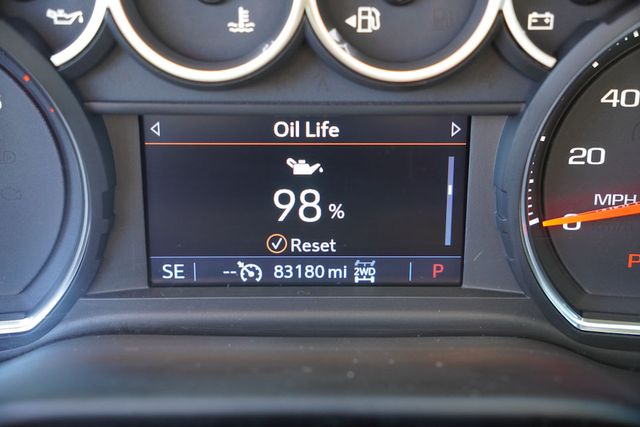 Oil Life
98 %
Reset
SE -- 83180 mi 2WD P
40
20
MPH
0
P